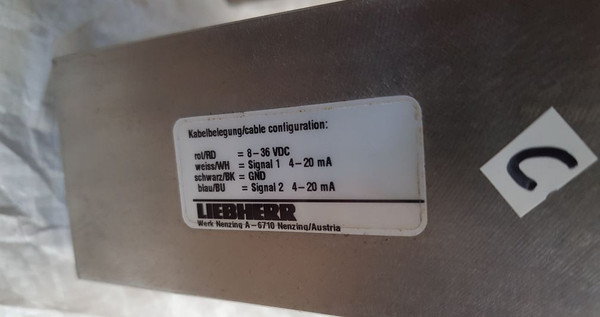 Kabelbelegung/cable configuration:
rot/RD = 8-36 VDC
weiss/WH = Signal 1 4-20 mA
schwarz/BK = GND
blau/BU = Signal 2 4-20 mA
LIEBHERR
Werk Nenzing A-6710 Nenzing/Austria
C